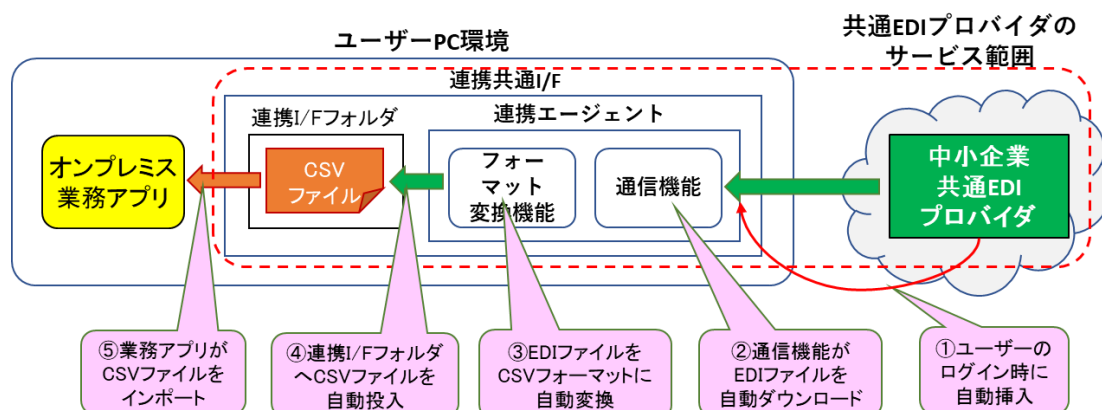 ユーザーPC環境
共通EDIプロバイダの
サービス範囲
連携共通I/F
連携I/Fフォルダ
連携エージェント
オンプレミス
業務アプリ
CSV
ファイル
フォー
マット
変換機能
通信機能
中小企業
共通EDI
プロバイダ
⑤業務アプリが
CSVファイルを
インポート
④連携I/Fフォルダ
へCSVファイルを
自動投入
③EDIファイルを
CSVフォーマットに
自動変換
②通信機能が
EDIファイルを
自動ダウンロード
①ユーザーの
ログイン時に
自動挿入